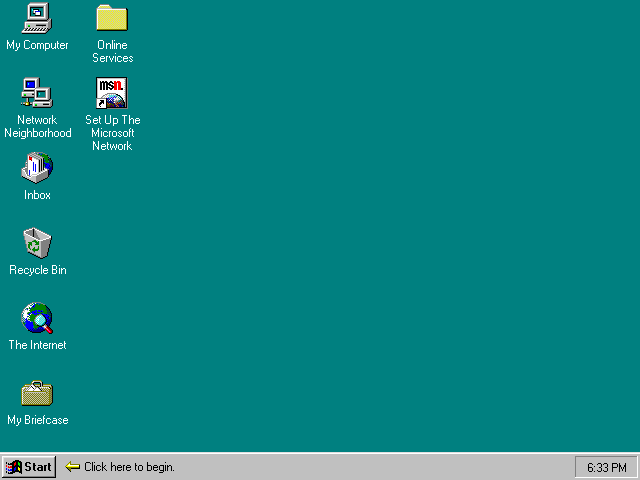 My Computer
Online
Services
Network
Neighborhood
msn.
Set Up The
Microsoft
Network
Inbox
Recycle Bin
The Internet
My Briefcase
Start
Click here to begin.
6:33 PM